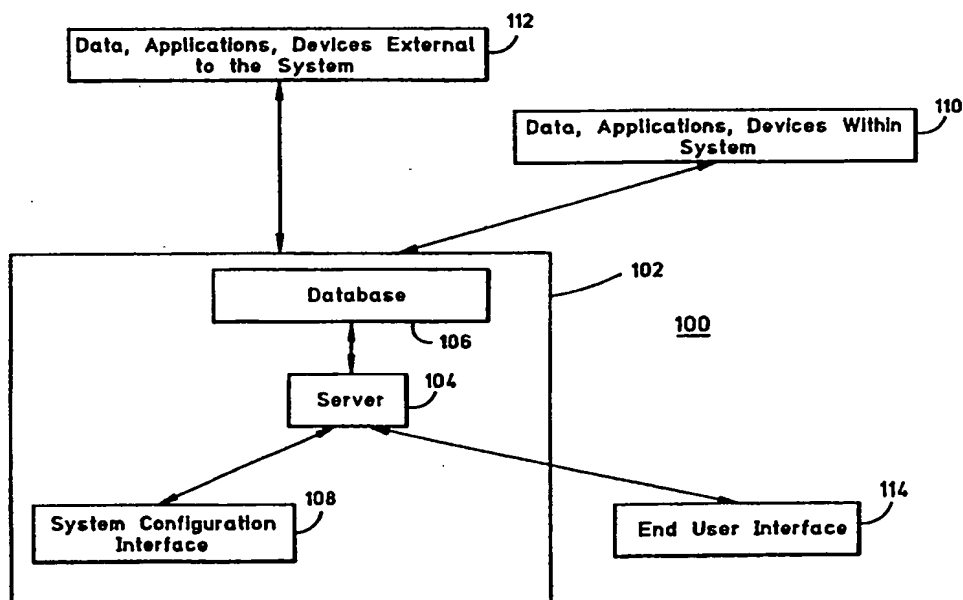 112
Data, Applications, Devices External
to the System
110
Data, Applications, Devices Within
System
102
Database
100
106
104
Server
108
System Configuration
Interface
114
End User Interface